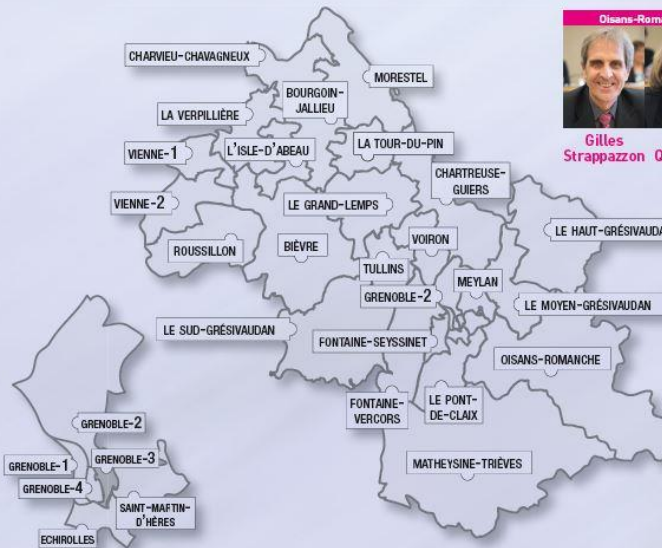 Oisans-Roma
Gilles
Strappazzon Q
CHARVIEU-CHAVAGNEUX
MORESTEL
BOURGOIN-
JALLIEU
LA VERPILLIÈRE
VIENNE-1
L'ISLE-D'ABEAU
LA TOUR-DU-PIN
CHARTREUSE-
GUIERS
VIENNE-2
LE GRAND-LEMPS
LE HAUT-GRÉSIVAUDA
ROUSSILLON
BIÈVRE
VOIRON
TULLINS
MEYLAN
GRENOBLE-2
LE MOYEN-GRÉSIVAUDAN
LE SUD-GRÉSIVAUDAN
FONTAINE-SEYSSINET
OISANS-ROMANCHE
FONTAINE-
VERCORS
LE PONT-
DE-CLAIX
MATHEYSINE-TRIÈVES
GRENOBLE-2
GRENOBLE-1
GRENOBLE-3
GRENOBLE-4
SAINT-MARTIN-
D'HÈRES
ECHIROLLES